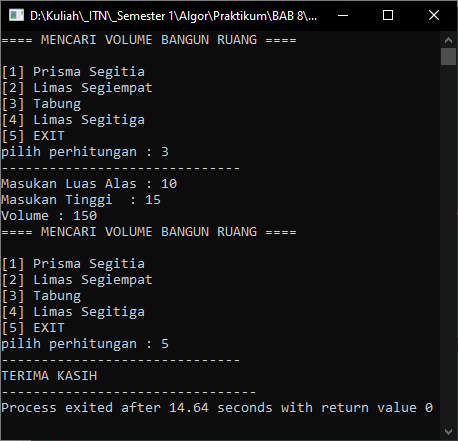 D:\Kuliah\_ITN\_Semester 1\Algor\Praktikum\BAB 8\...
==== MENCARI VOLUME BANGUN RUANG ====
[1] Prisma Segitia
[2] Limas Segiempat
[3] Tabung
[4] Limas Segitiga
[5] EXIT
pilih perhitungan : 3
------------------------------
Masukan Luas Alas : 10
Masukan Tinggi  : 15
Volume : 150
==== MENCARI VOLUME BANGUN RUANG ====
[1] Prisma Segitia
[2] Limas Segiempat
[3] Tabung
[4] Limas Segitiga
[5] EXIT
pilih perhitungan : 5
------------------------------
TERIMA KASIH
--------------------------------
Process exited after 14.64 seconds with return value 0